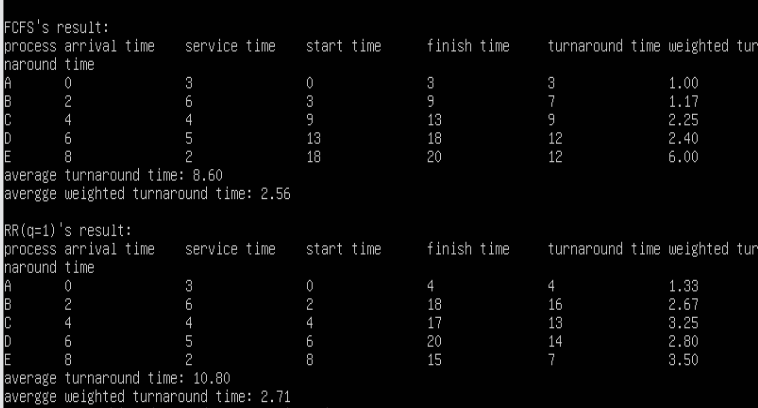 FCFS's result:
process arrival time service time start time finish time turnaround time weighted tur
naround time
A 0 3 0 3 3 1.00
B 2 6 3 9 7 1.17
C 4 4 9 13 9 2.25
D 6 5 13 18 12 2.40
E 8 2 18 20 12 6.00
average turnaround time: 8.60
avergge weighted turnaround time: 2.56
RR(q=1)'s result:
process arrival time service time start time finish time turnaround time weighted tur
naround time
A 0 3 0 4 4 1.33
B 2 6 2 18 16 2.67
C 4 4 4 17 13 3.25
D 6 5 6 20 14 2.80
E 8 2 8 15 7 3.50
average turnaround time: 10.80
avergge weighted turnaround time: 2.71